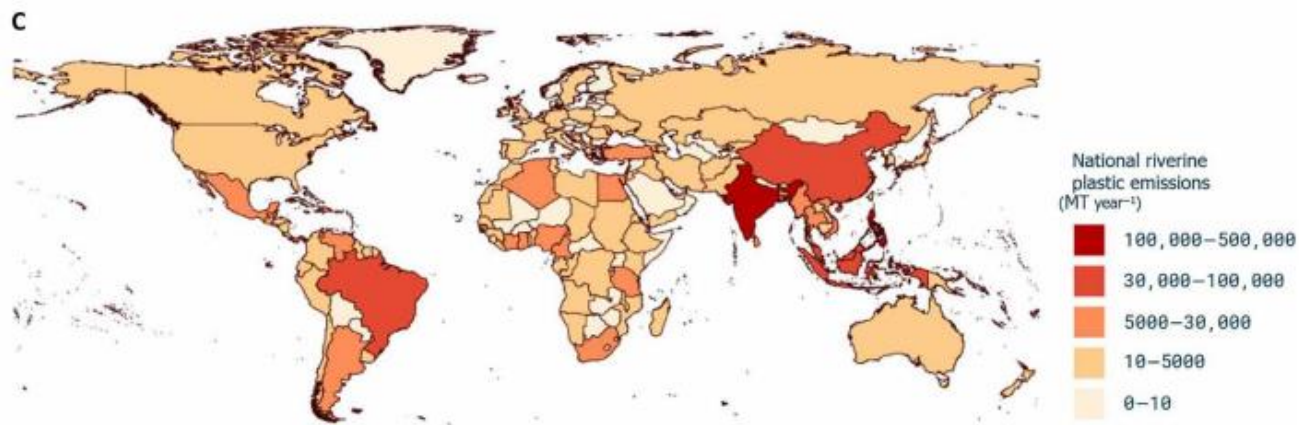 C
National riverine
plastic emissions
(MT year⁻¹)
100,000–500,000
30,000–100,000
5000–30,000
10–5000
0–10